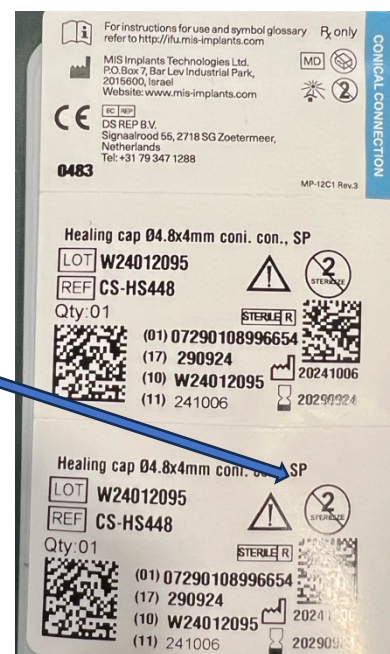 For instructions for use and symbol glossary
refer to http://ifu.mis-implants.com
Rx only
MIS Implants Technologies Ltd.
P.O.Box 7, Bar Lev Industrial Park,
2015600, Israel
Website: www.mis-implants.com
MD
2
CE
0483
EC REP
DS REP B.V.
Signaalrood 55, 2718 SG Zoetermeer,
Netherlands
Tel: +31 79 347 1288
MP-12C1 Rev.3
CONICAL CONNECTION
Healing cap Ø4.8x4mm coni. con., SP
LOT W24012095
REF CS-HS448
2
STERILIZE
Qty:01
STERILE R
(01) 07290108996654
(17) 290924
(10) W24012095
20241006
(11) 241006
20290924
Healing cap Ø4.8x4mm coni. SP
LOT W24012095
REF CS-HS448
2
STERILIZE
Qty:01
STERILE R
(01) 07290108996654
(17) 290924
(10) W24012095
(11) 241006